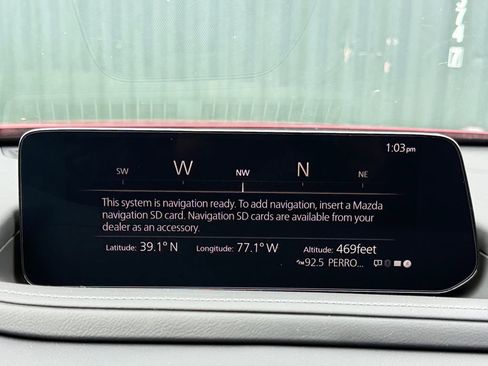 374
7
1:03pm
SW W NW N NE
This system is navigation ready. To add navigation, insert a Mazda
navigation SD card. Navigation SD cards are available from your
dealer as an accessory.
Latitude: 39.1° N Longitude: 77.1° W Altitude: 469feet
92.5 PERRO...